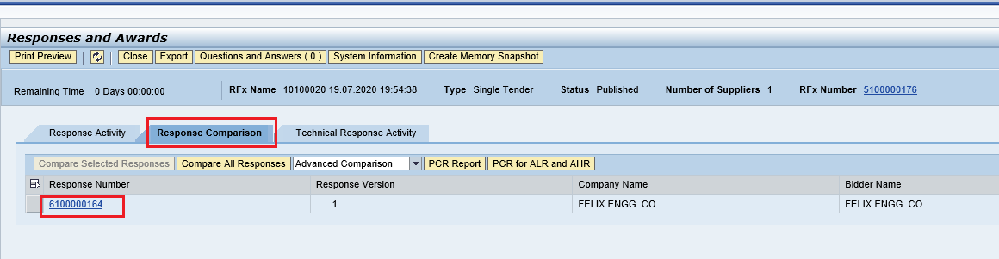 Responses and Awards
Print Preview Close Export Questions and Answers ( 0 ) System Information Create Memory Snapshot
Remaining Time 0 Days 00:00:00 RFx Name 10100020 19.07.2020 19:54:38 Type Single Tender Status Published Number of Suppliers 1 RFx Number 5100000176
Response Activity Response Comparison Technical Response Activity
Compare Selected Responses Compare All Responses Advanced Comparison PCR Report PCR for ALR and AHR
Response Number Response Version Company Name Bidder Name
6100000164 1 FELIX ENGG. CO. FELIX ENGG. CO.